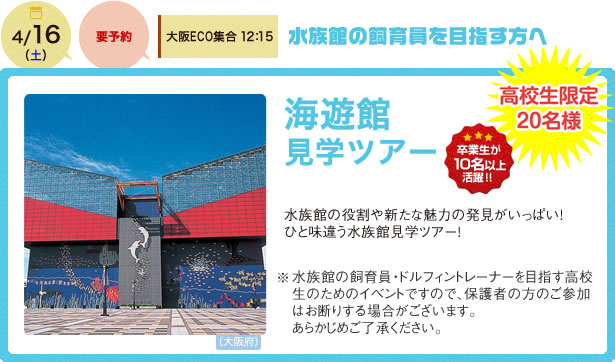 4/16
(土)
要予約
大阪ECO集合 12:15
水族館の飼育員を目指す方へ
高校生限定
20名様
海遊館
見学ツアー
卒業生が
10名以上
活躍!!
水族館の役割や新たな魅力の発見がいっぱい!
ひと味違う水族館見学ツアー!
※ 水族館の飼育員・ドルフィントレーナーを目指す高校
生のためのイベントですので、保護者の方のご参加
はお断りする場合がございます。
あらかじめご了承ください。
(大阪府)